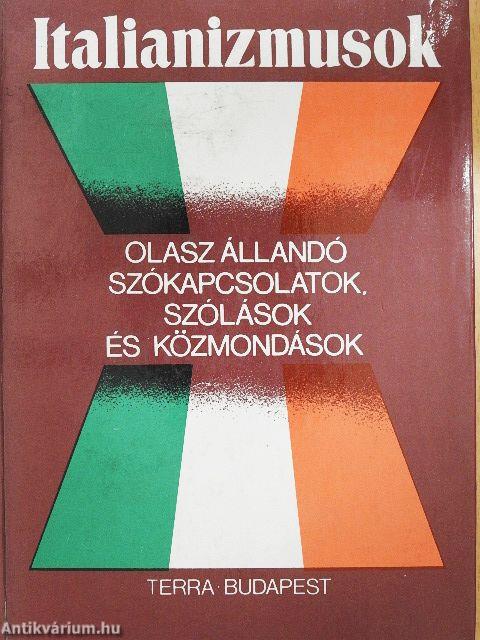 Italianizmusok
OLASZ ÁLLANDÓ
SZÓKAPCSOLATOK,
SZÓLÁSOK
ÉS KÖZMONDÁSOK
TERRA · BUDAPEST
Antikvárium.hu